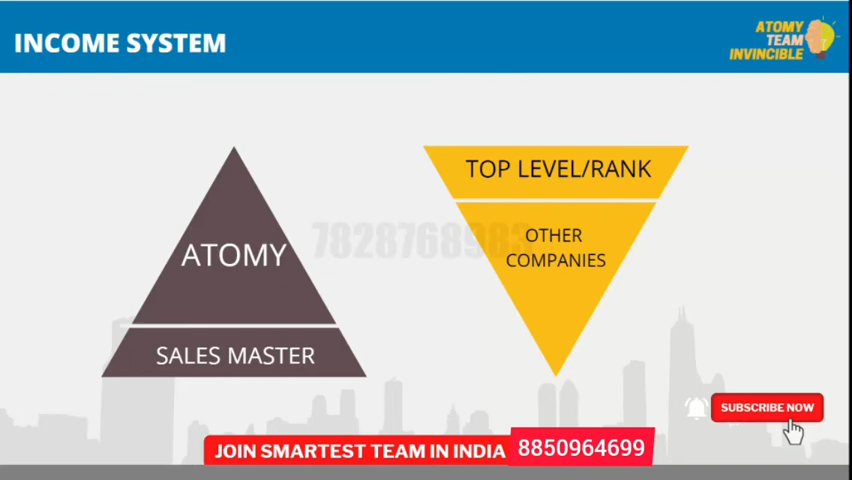 INCOME SYSTEM
ATOMY
TEAM
INVINCIBLE
TOP LEVEL/RANK
OTHER
COMPANIES
ATOMY
7828768983
SALES MASTER
SUBSCRIBE NOW
JOIN SMARTEST TEAM IN INDIA
8850964699